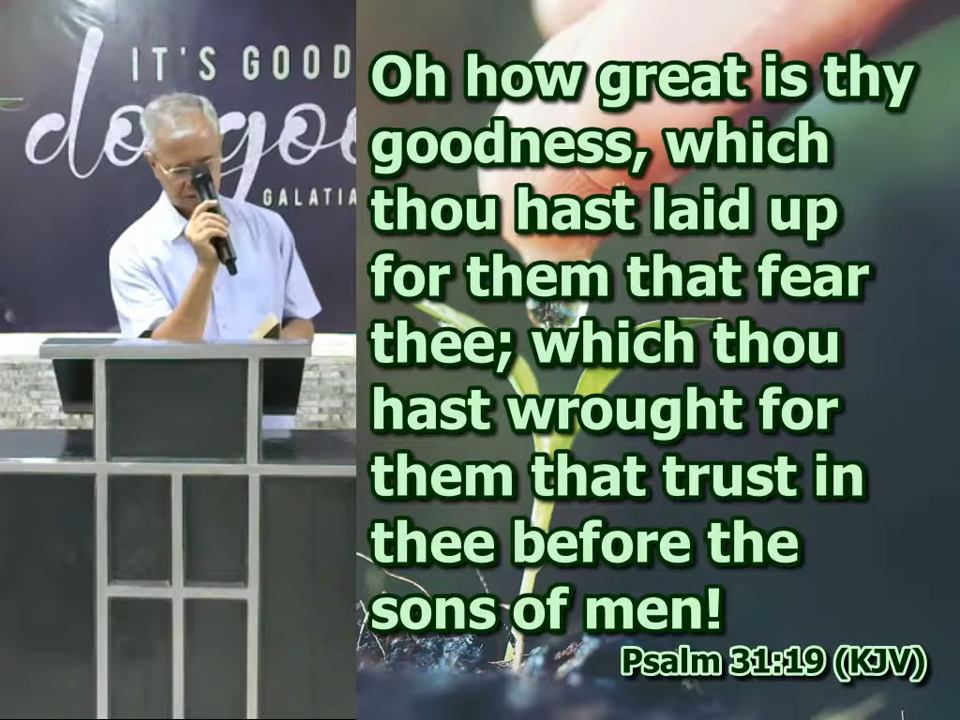 IT'S GOOD
do goo
GALATIA
Oh how great is thy
goodness, which
thou hast laid up
for them that fear
thee; which thou
hast wrought for
them that trust in
thee before the
sons of men!
Psalm 31:19 (KJV)